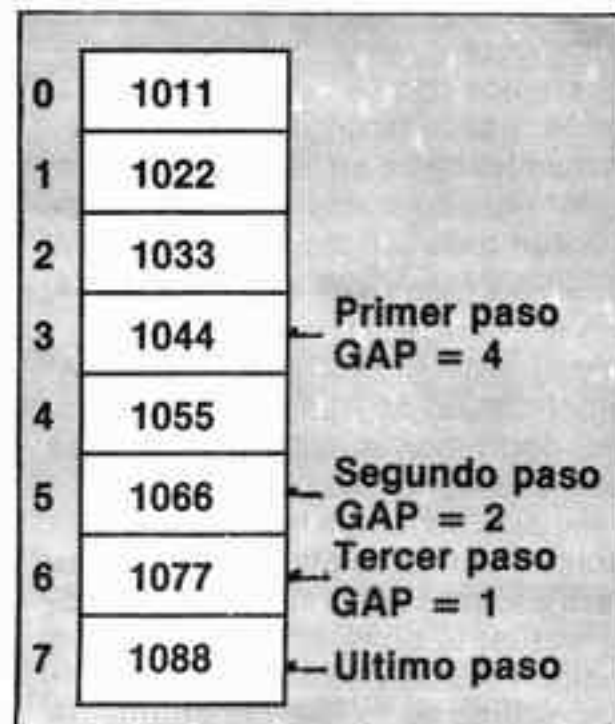 0 1011
1 1022
2 1033
3 1044 Primer paso
GAP = 4
4 1055
5 1066 Segundo paso
GAP = 2
6 1077 Tercer paso
GAP = 1
7 1088 Ultimo paso